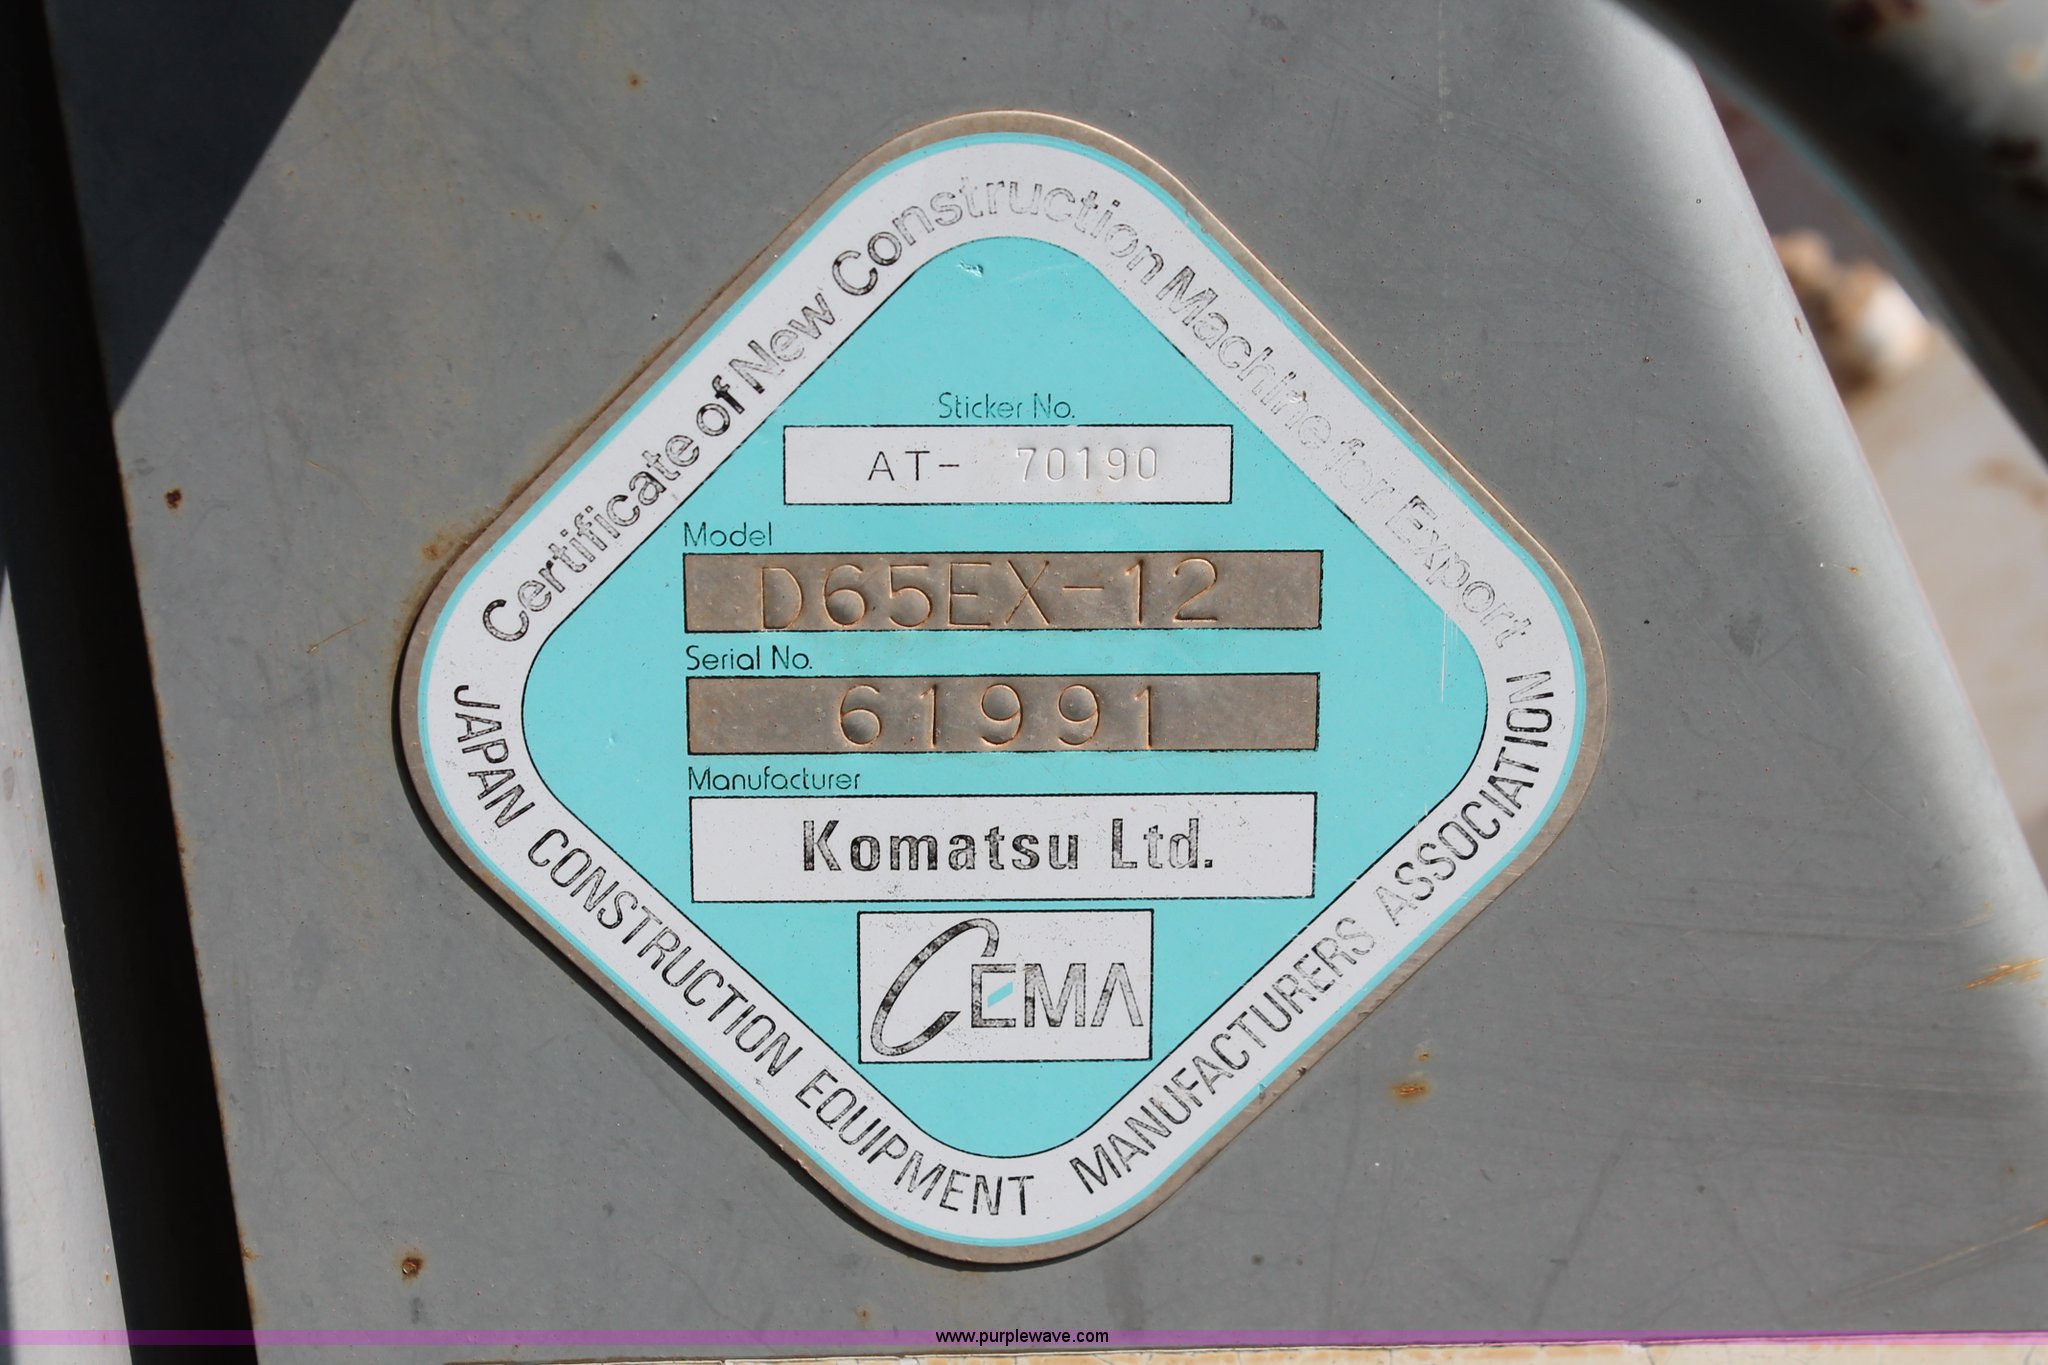 Certificate of New Construction Machine for Export
Sticker No.
AT- 70190
Model
D65EX-12
Serial No.
61991
Manufacturer
Komatsu Ltd.
CEMA
JAPAN CONSTRUCTION EQUIPMENT MANUFACTURERS ASSOCIATION
www.purplewave.com